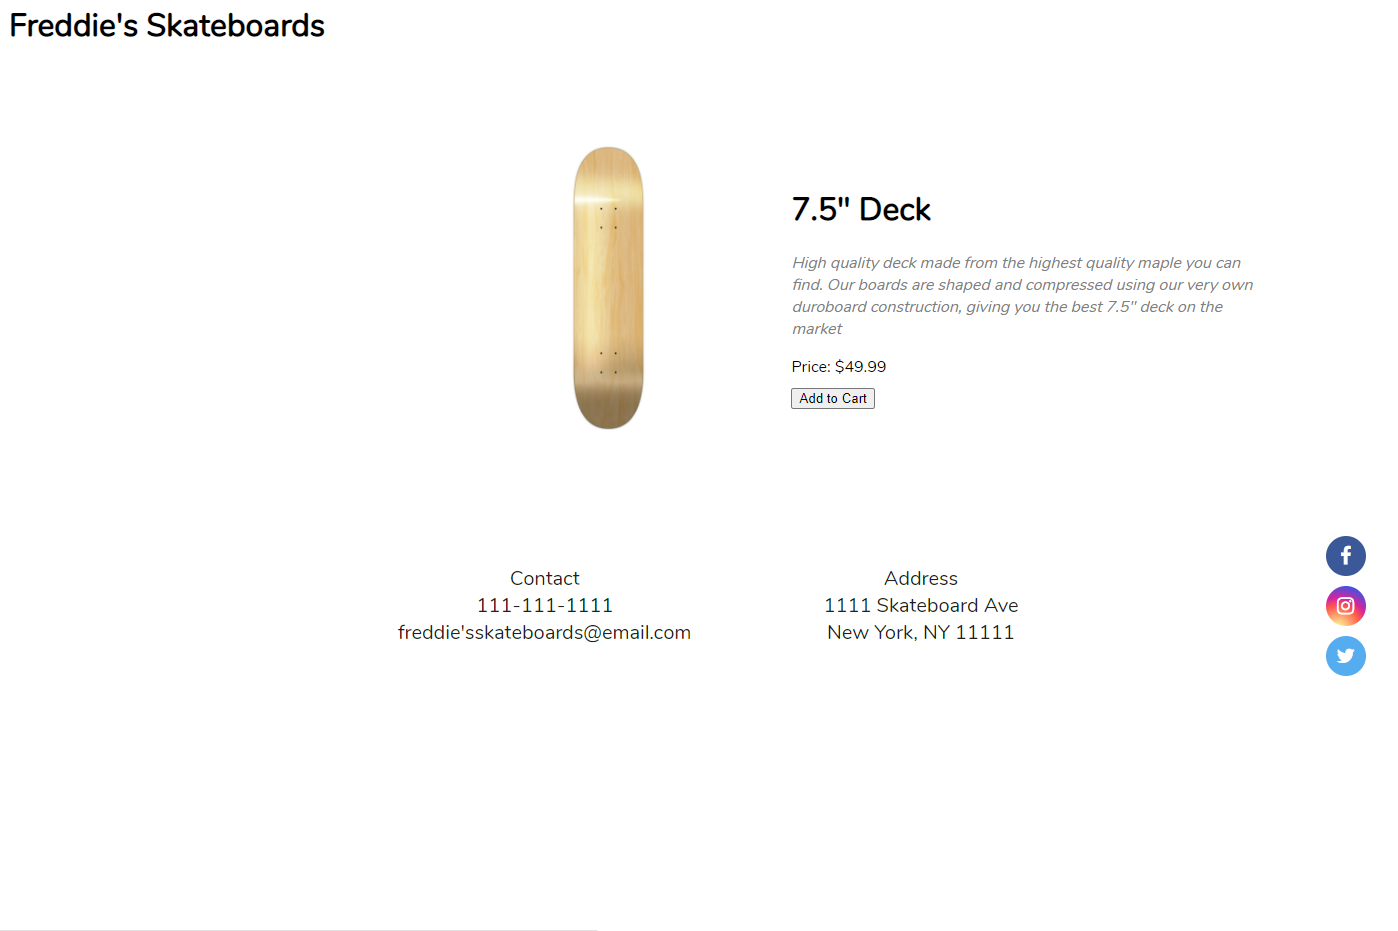 Freddie's Skateboards
7.5" Deck
High quality deck made from the highest quality maple you can
find. Our boards are shaped and compressed using our very own
duroboard construction, giving you the best 7.5" deck on the
market
Price: $49.99
Add to Cart
Contact
111-111-1111
freddie'sskateboards@email.com
Address
1111 Skateboard Ave
New York, NY 11111